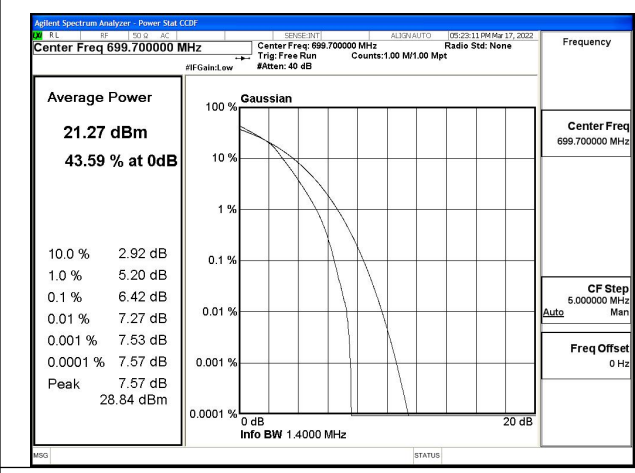 Agilent Spectrum Analyzer - Power Stat CCDF
LXI RL RF 50 Ω AC SENSE:INT ALIGN AUTO 05:23:11 PM Mar 17, 2022
Center Freq 699.700000 MHz
Center Freq: 699.700000 MHz Radio Std: None
Trig: Free Run Counts:1.00 M/1.00 Mpt
#IFGain:Low #Atten: 40 dB
Frequency
Average Power
21.27 dBm
43.59 % at 0dB
10.0 % 2.92 dB
1.0 % 5.20 dB
0.1 % 6.42 dB
0.01 % 7.27 dB
0.001 % 7.53 dB
0.0001 % 7.57 dB
Peak 7.57 dB
28.84 dBm
100 % Gaussian
10 %
1 %
0.1 %
0.01 %
0.001 %
0.0001 %
0 dB 20 dB
Info BW 1.4000 MHz
Center Freq
699.700000 MHz
CF Step
5.000000 MHz
Auto Man
Freq Offset
0 Hz
MSG STATUS